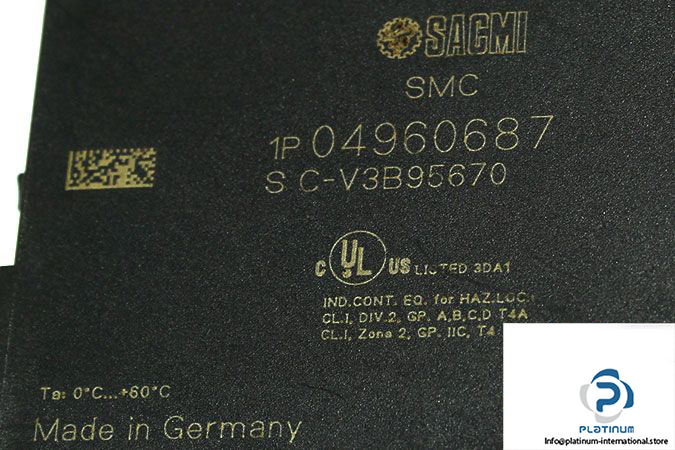 SACMI
SMC
1P 04960687
S C-V3B95670
C UL US LISTED 3DA1
IND.CONT. EQ. for HAZ.LOC.
CL.I, DIV.2, GP. A,B,C,D T4A
CL.I, Zone 2, GP. IIC, T4
Ta: 0°C...+60°C
Made in Germany
PLATINUM
info@platinum-international.store